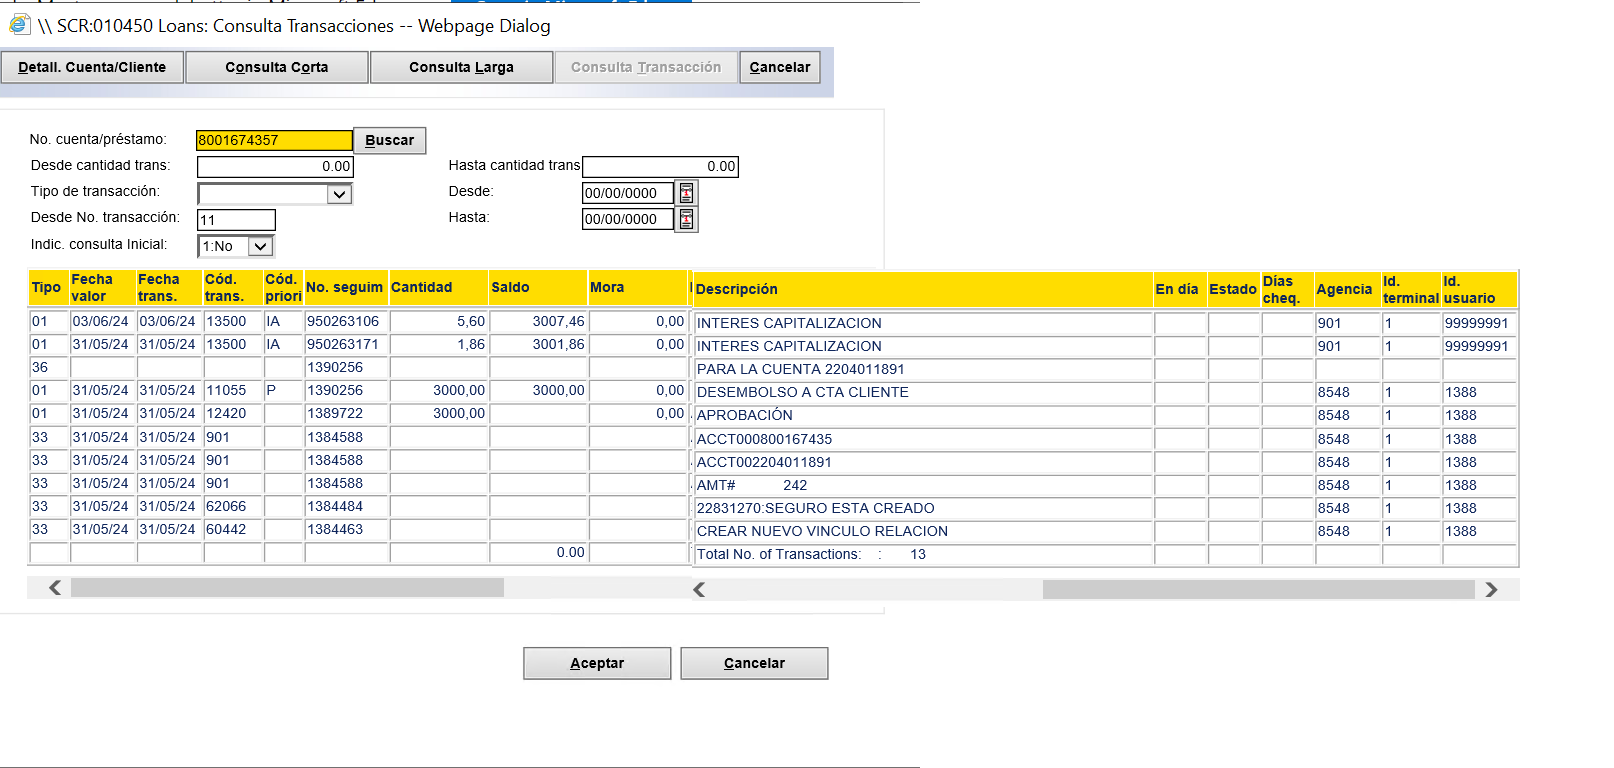 \\ SCR:010450 Loans: Consulta Transacciones -- Webpage Dialog
Detall. Cuenta/Cliente Consulta Corta Consulta Larga Consulta Transacción Cancelar
No. cuenta/préstamo: 8001674357 Buscar
Desde cantidad trans: 0.00 Hasta cantidad trans 0.00
Tipo de transacción: Desde: 00/00/0000
Desde No. transacción: 11 Hasta: 00/00/0000
Indic. consulta Inicial: 1:No
Tipo Fecha valor Fecha trans. Cód. trans. Cód. priori No. seguim Cantidad Saldo Mora Descripción En día Estado Días cheq. Agencia Id. terminal Id. usuario
01 03/06/24 03/06/24 13500 IA 950263106 5,60 3007,46 0,00 INTERES CAPITALIZACION 901 1 99999991
01 31/05/24 31/05/24 13500 IA 950263171 1,86 3001,86 0,00 INTERES CAPITALIZACION 901 1 99999991
36 1390256 PARA LA CUENTA 2204011891
01 31/05/24 31/05/24 11055 P 1390256 3000,00 3000,00 0,00 DESEMBOLSO A CTA CLIENTE 8548 1 1388
01 31/05/24 31/05/24 12420 1389722 3000,00 0,00 APROBACIÓN 8548 1 1388
33 31/05/24 31/05/24 901 1384588 ACCT000800167435 8548 1 1388
33 31/05/24 31/05/24 901 1384588 ACCT002204011891 8548 1 1388
33 31/05/24 31/05/24 901 1384588 AMT# 242 8548 1 1388
33 31/05/24 31/05/24 62066 1384484 22831270:SEGURO ESTA CREADO 8548 1 1388
33 31/05/24 31/05/24 60442 1384463 CREAR NUEVO VINCULO RELACION 8548 1 1388
0.00 Total No. of Transactions: : 13
Aceptar Cancelar